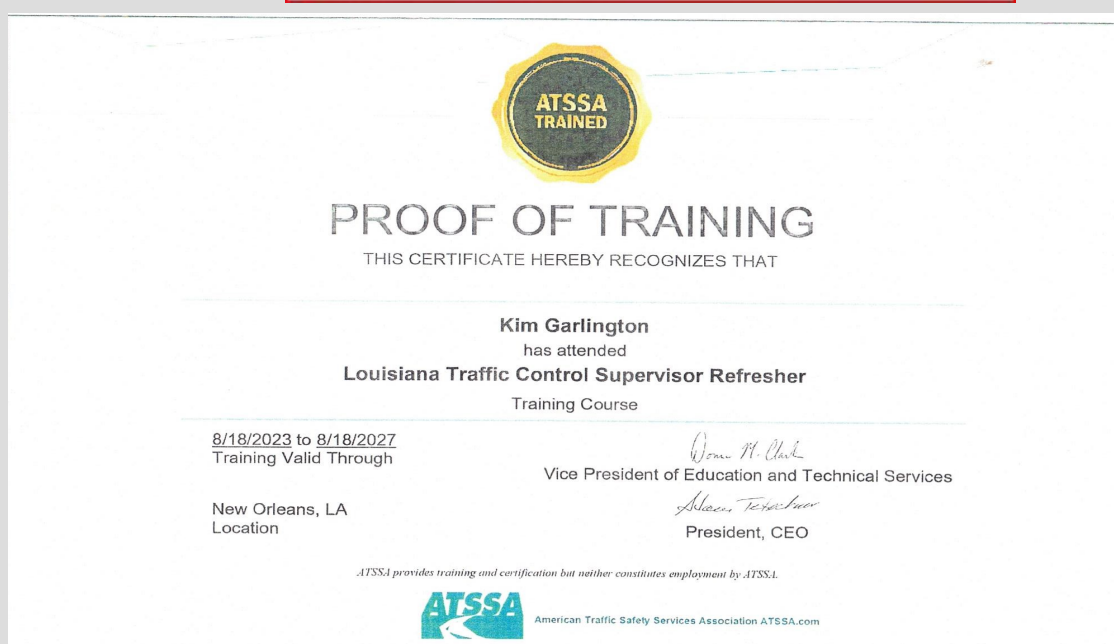 ATSSA
TRAINED
PROOF OF TRAINING
THIS CERTIFICATE HEREBY RECOGNIZES THAT
Kim Garlington
has attended
Louisiana Traffic Control Supervisor Refresher
Training Course
8/18/2023 to 8/18/2027
Training Valid Through
Donna M. Clark
Vice President of Education and Technical Services
New Orleans, LA
Location
President, CEO
ATSSA provides training and certification but neither constitutes employment by ATSSA.
ATSSA
American Traffic Safety Services Association ATSSA.com